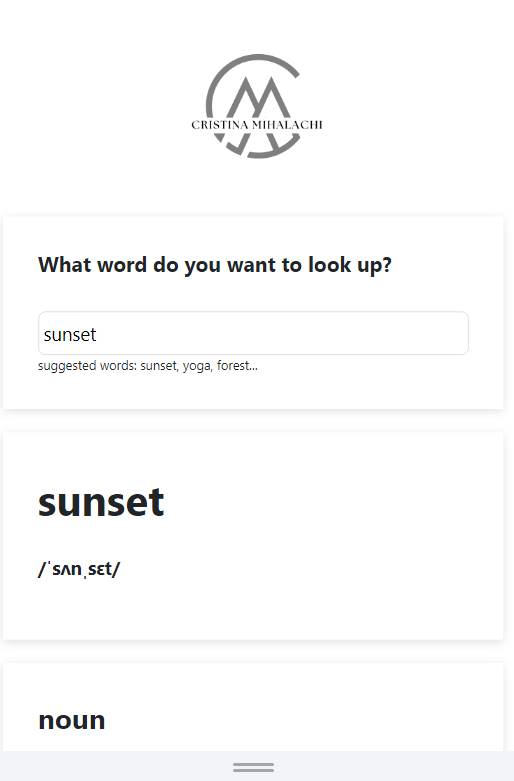 CRISTINA MIHALACHI
What word do you want to look up?
sunset
suggested words: sunset, yoga, forest...
sunset
/ˈsʌnˌsɛt/
noun